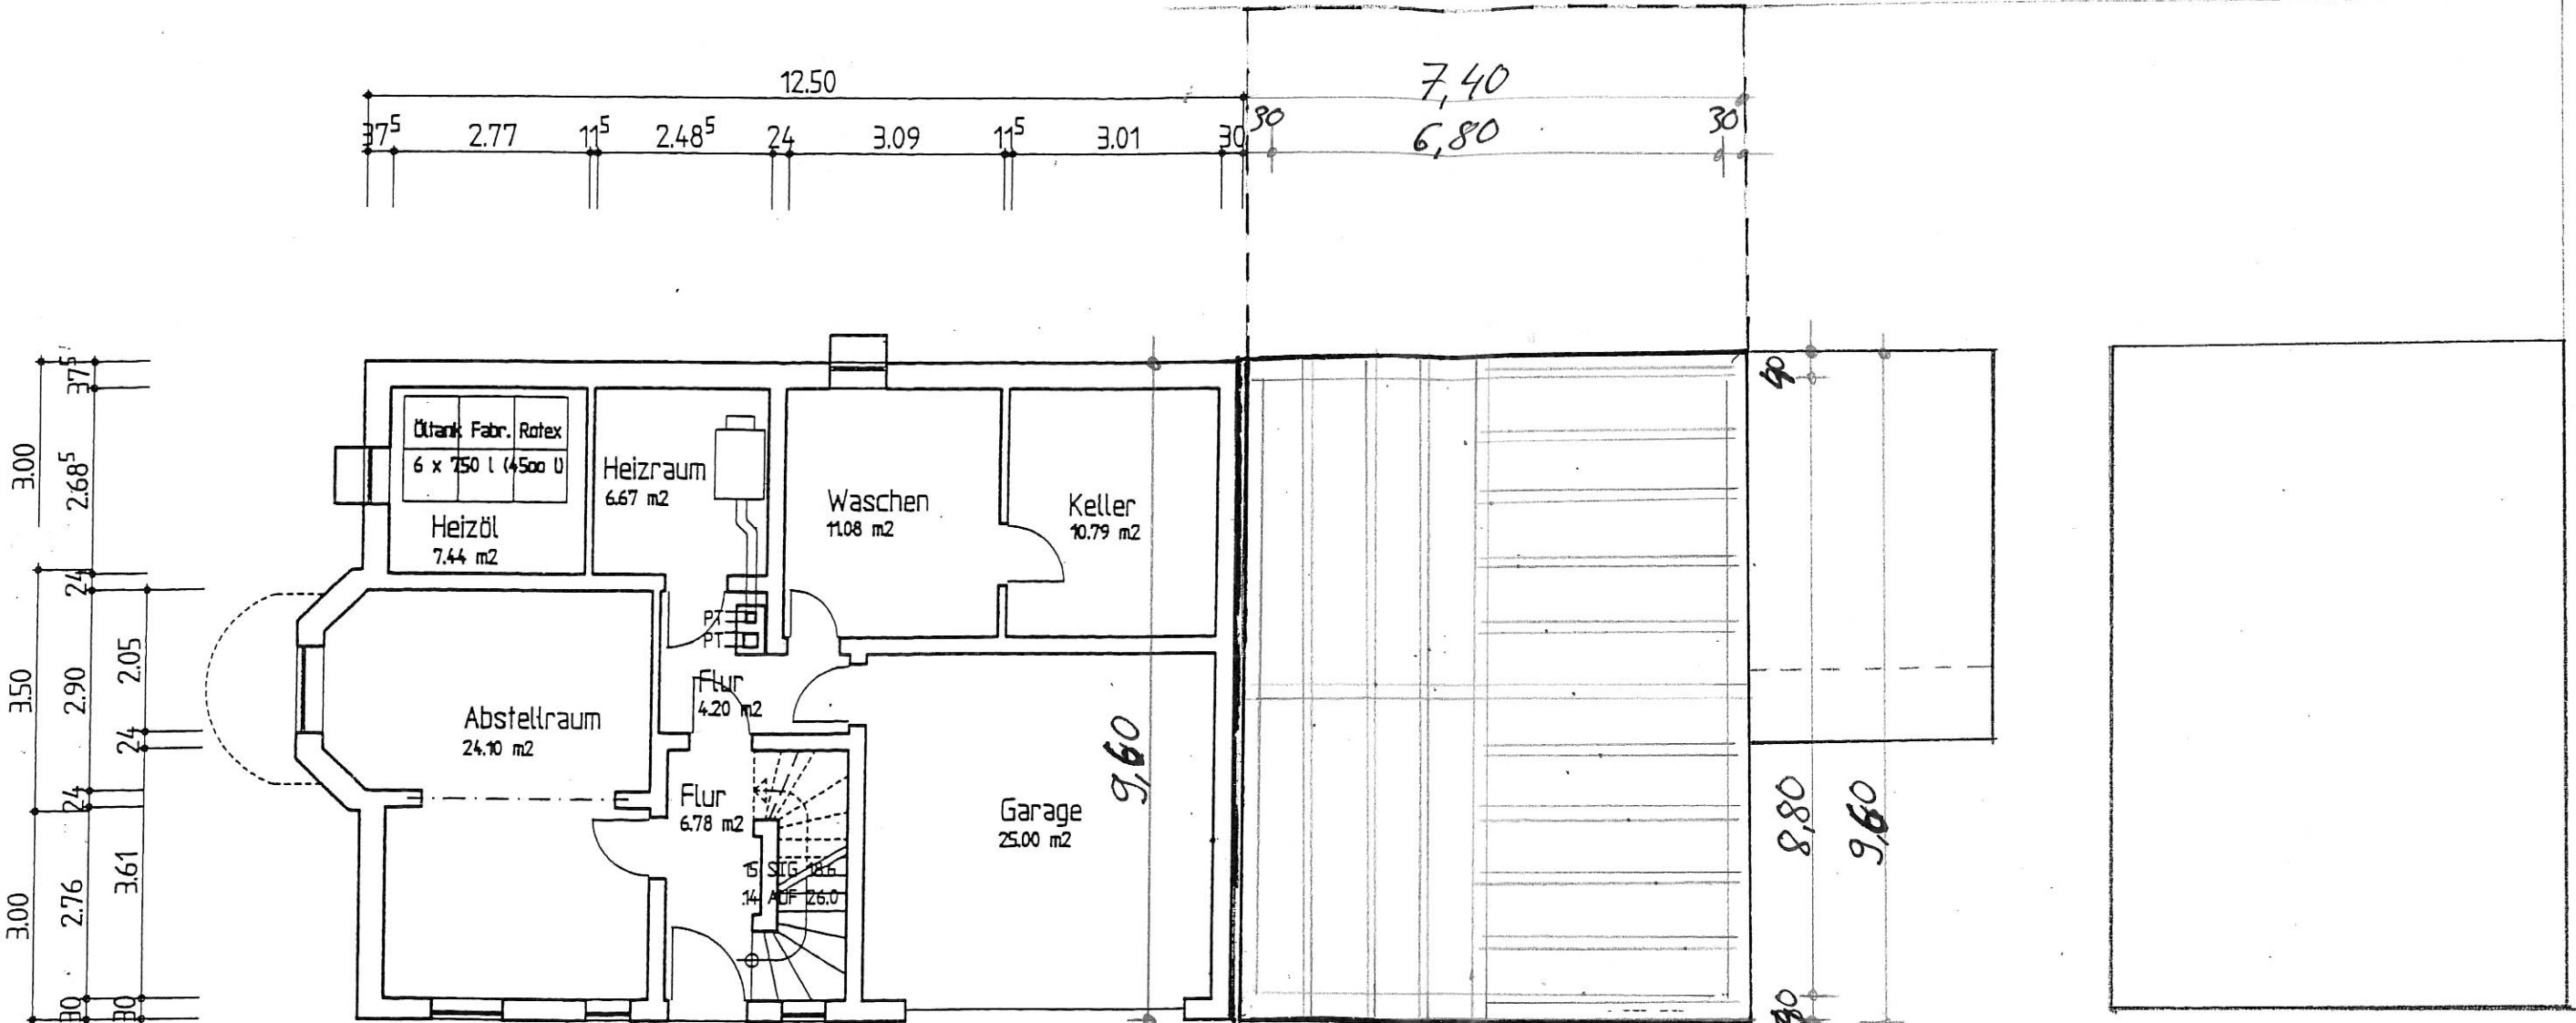 12.50
7,40
37⁵ 2.77 11⁵ 2.48⁵ 24 3.09 11⁵ 3.01 30
30 6,80 30
3.00
3.50
3.00
37⁵
2.68⁵
24
2.90
24
2.76
30
2.05
24
3.61
30
Öltank Fabr. Rotex
6 x 750 l (4500 l)
Heizöl
7.44 m2
Heizraum
6.67 m2
Waschen
11.08 m2
Keller
10.79 m2
PT
PT
Flur
4.20 m2
Abstellraum
24.10 m2
Flur
6.78 m2
15 STG 18.6
14 AUF 26.0
Garage
25.00 m2
9,60
40
8,80
9,60